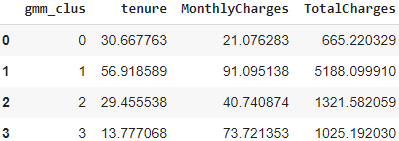 gmm_clus tenure MonthlyCharges TotalCharges
0 0 30.667763 21.076283 665.220329
1 1 56.918589 91.095138 5188.099910
2 2 29.455538 40.740874 1321.582059
3 3 13.777068 73.721353 1025.192030